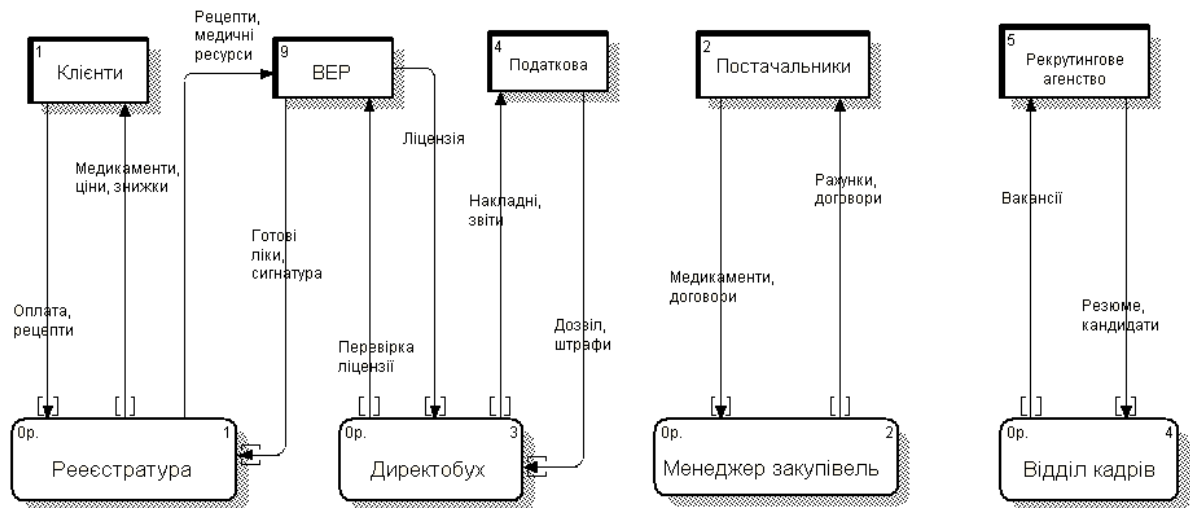 Рецепти,
медичні
ресурси
1
Клієнти
9
ВЕР
4
Податкова
2
Постачальники
5
Рекрутингове
агенство
Медикаменти,
ціни, знижки
Ліцензія
Накладні,
звіти
Рахунки,
договори
Вакансії
Готові
ліки,
сигнатура
Медикаменти,
договори
Оплата,
рецепти
Перевірка
ліцензії
Дозвіл,
штрафи
Резюме,
кандидати
0р. 1
Рееєстратура
0р. 3
Директобух
0р. 2
Менеджер закупівель
0р. 4
Відділ кадрів